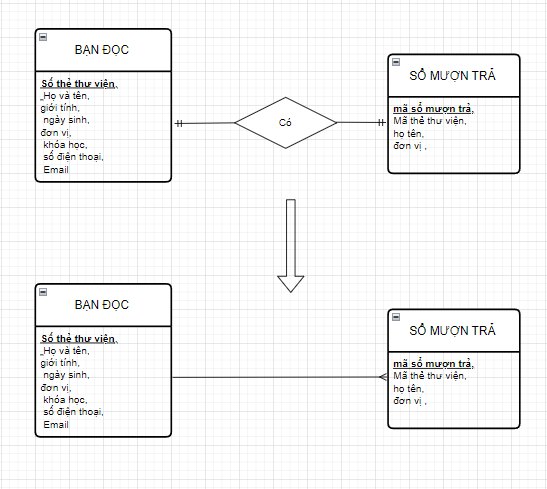 BẠN ĐỌC
Số thẻ thư viện,
_Họ và tên,
giới tính,
ngày sinh,
đơn vị,
khóa học,
số điện thoại,
Email
Có
SỔ MƯỢN TRẢ
mã sổ mượn trả,
Mã thẻ thư viện,
họ tên,
đơn vị ,
BẠN ĐỌC
Số thẻ thư viện,
_Họ và tên,
giới tính,
ngày sinh,
đơn vị,
khóa học,
số điện thoại,
Email
SỔ MƯỢN TRẢ
mã sổ mượn trả,
Mã thẻ thư viện,
họ tên,
đơn vị ,